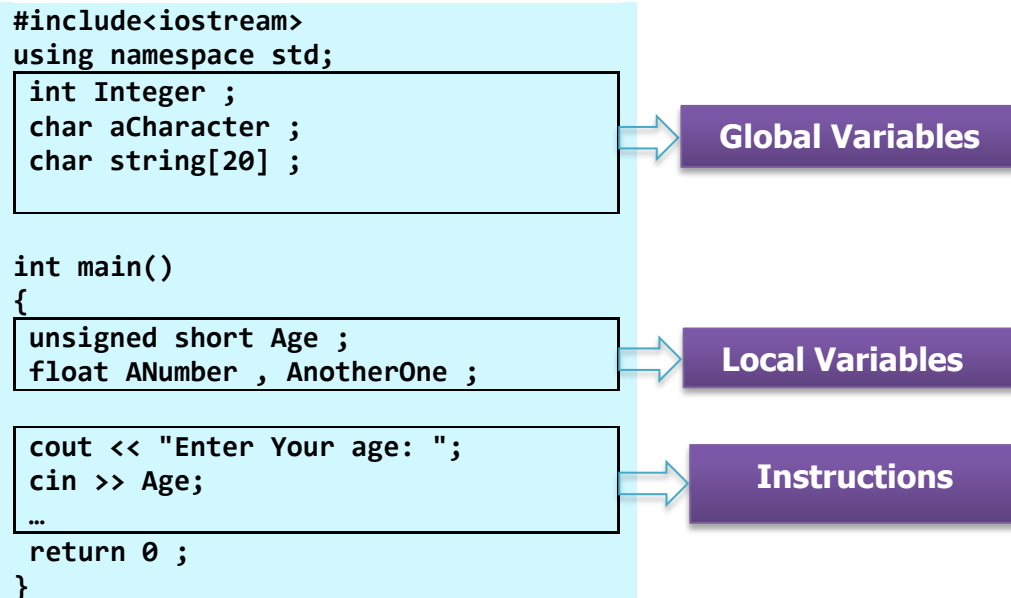 #include<iostream>
using namespace std;
int Integer ;
char aCharacter ;
char string[20] ;
Global Variables
int main()
{
unsigned short Age ;
float ANumber , AnotherOne ;
Local Variables
cout << "Enter Your age: ";
cin >> Age;
…
Instructions
return 0 ;
}